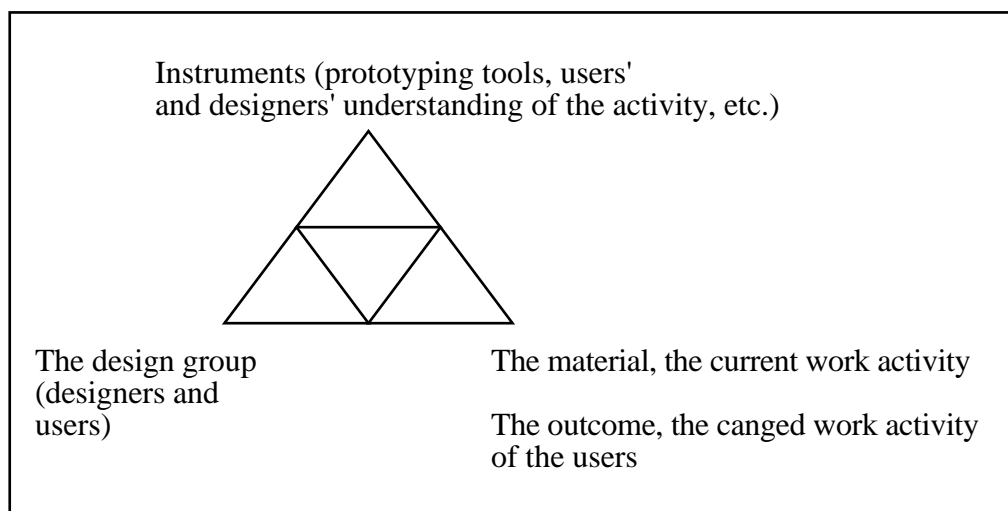 Instruments (prototyping tools, users'
and designers' understanding of the activity, etc.)
The design group
(designers and
users)
The material, the current work activity
The outcome, the canged work activity
of the users